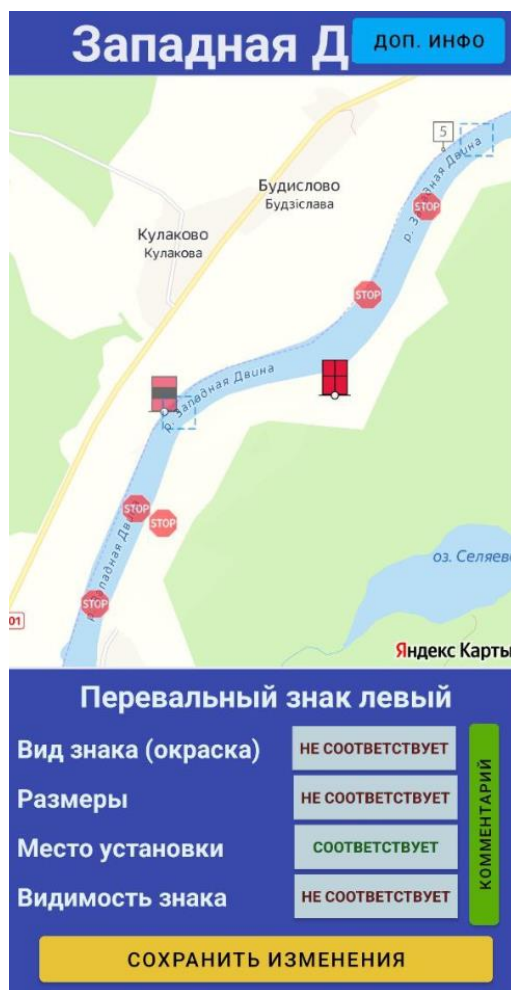 Западная Д
ДОП. ИНФО
5
р. Западная Двина
Будислово
Будзіслава
STOP
Кулаково
Кулакова
STOP
р. Западная Двина
STOP
STOP
оз. Селяев
STOP
01
Яндекс Карты
Перевальный знак левый
Вид знака (окраска)
НЕ СООТВЕТСТВУЕТ
Размеры
НЕ СООТВЕТСТВУЕТ
Место установки
СООТВЕТСТВУЕТ
Видимость знака
НЕ СООТВЕТСТВУЕТ
КОММЕНТАРИЙ
СОХРАНИТЬ ИЗМЕНЕНИЯ